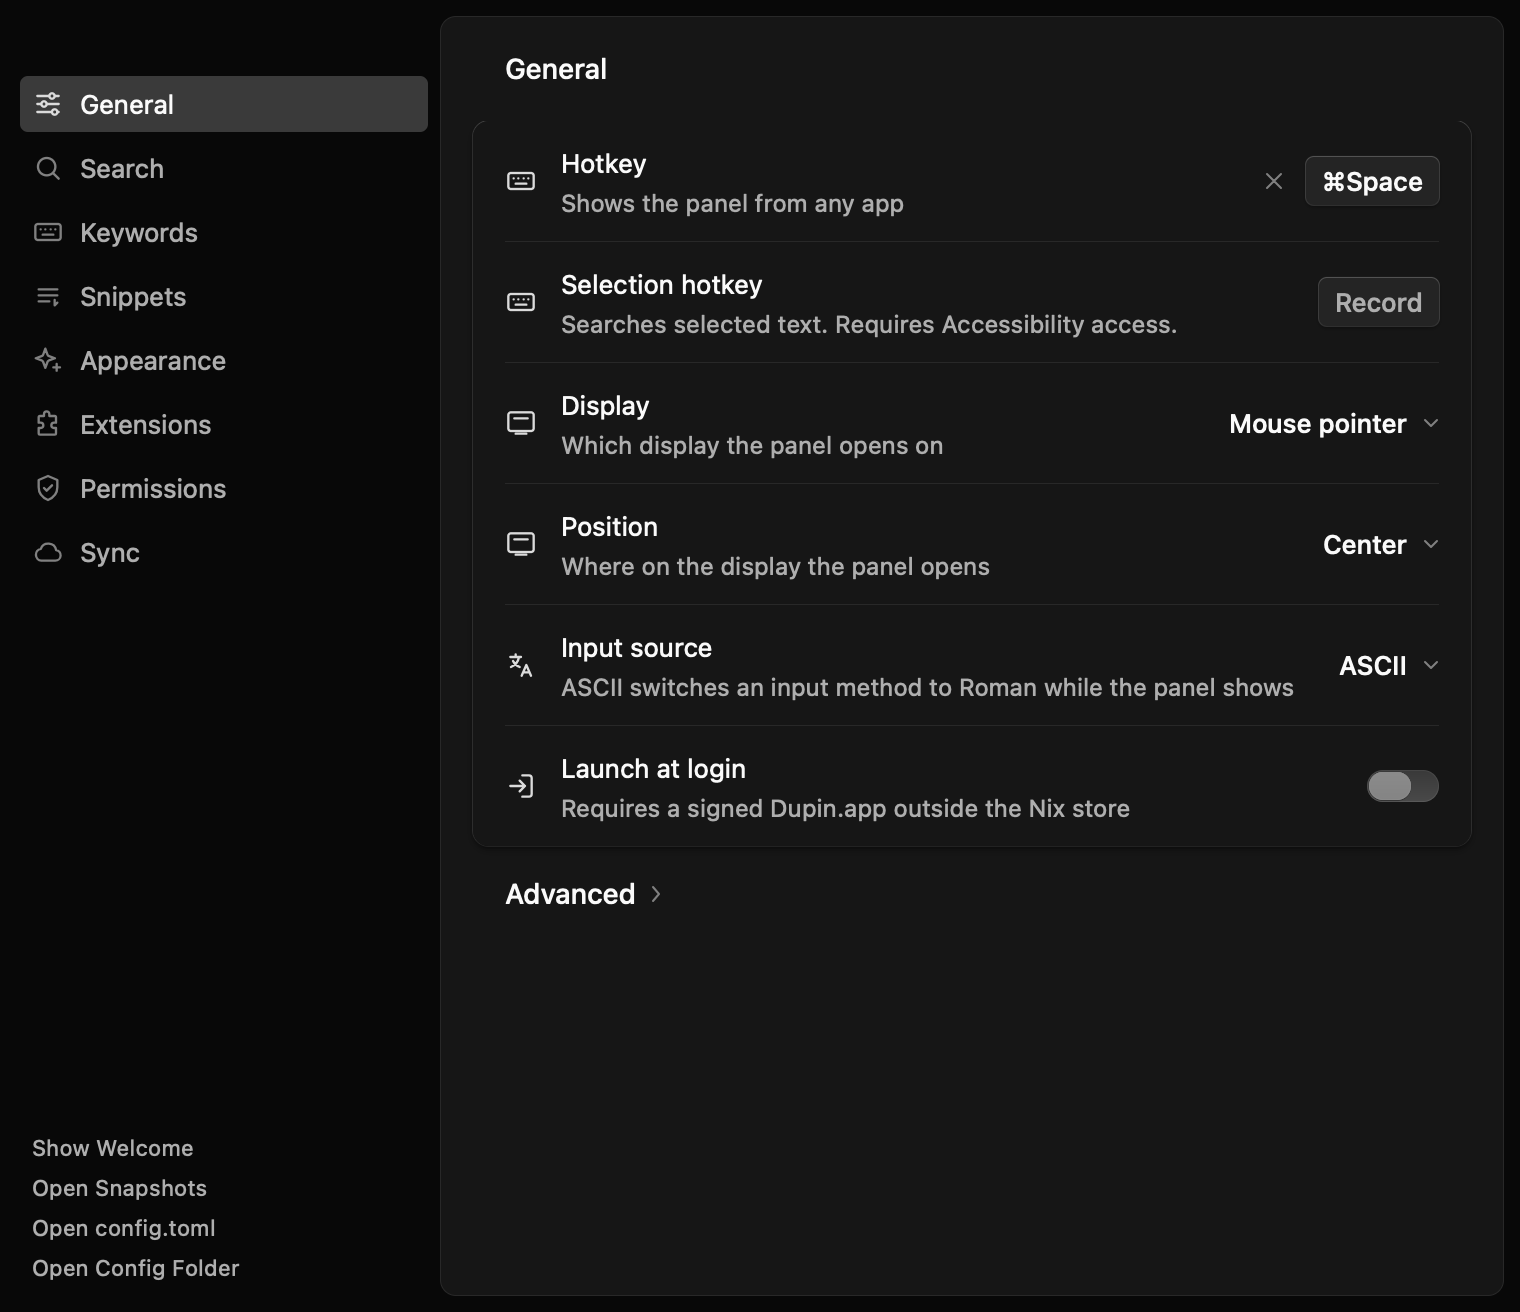 General
Search
Keywords
Snippets
Appearance
Extensions
Permissions
Sync
Show Welcome
Open Snapshots
Open config.toml
Open Config Folder
General
Hotkey
Shows the panel from any app
⌘Space
Selection hotkey
Searches selected text. Requires Accessibility access.
Record
Display
Which display the panel opens on
Mouse pointer
Position
Where on the display the panel opens
Center
Input source
ASCII switches an input method to Roman while the panel shows
ASCII
Launch at login
Requires a signed Dupin.app outside the Nix store
Advanced